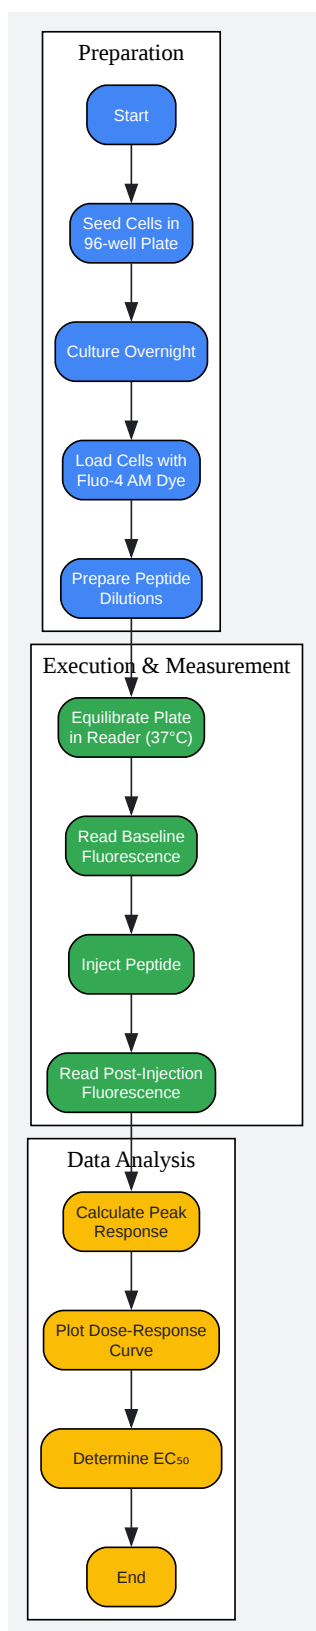 Preparation
Start
Seed Cells in
96-well Plate
Culture Overnight
Load Cells with
Fluo-4 AM Dye
Prepare Peptide
Dilutions
Execution & Measurement
Equilibrate Plate
in Reader (37°C)
Read Baseline
Fluorescence
Inject Peptide
Read Post-Injection
Fluorescence
Data Analysis
Calculate Peak
Response
Plot Dose-Response
Curve
Determine EC₅₀
End